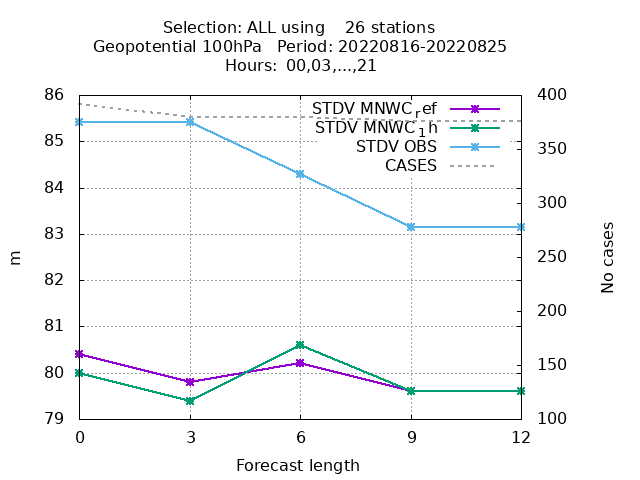 Selection: ALL using    26 stations
Geopotential 100hPa   Period: 20220816-20220825
Hours: 00,03,...,21
86 400
STDV MNWC_ref
STDV MNWC_1h
85 350
STDV OBS
CASES
84 300
83 250
m
No cases
82 200
81 150
80
79 100
0 3 6 9 12
Forecast length